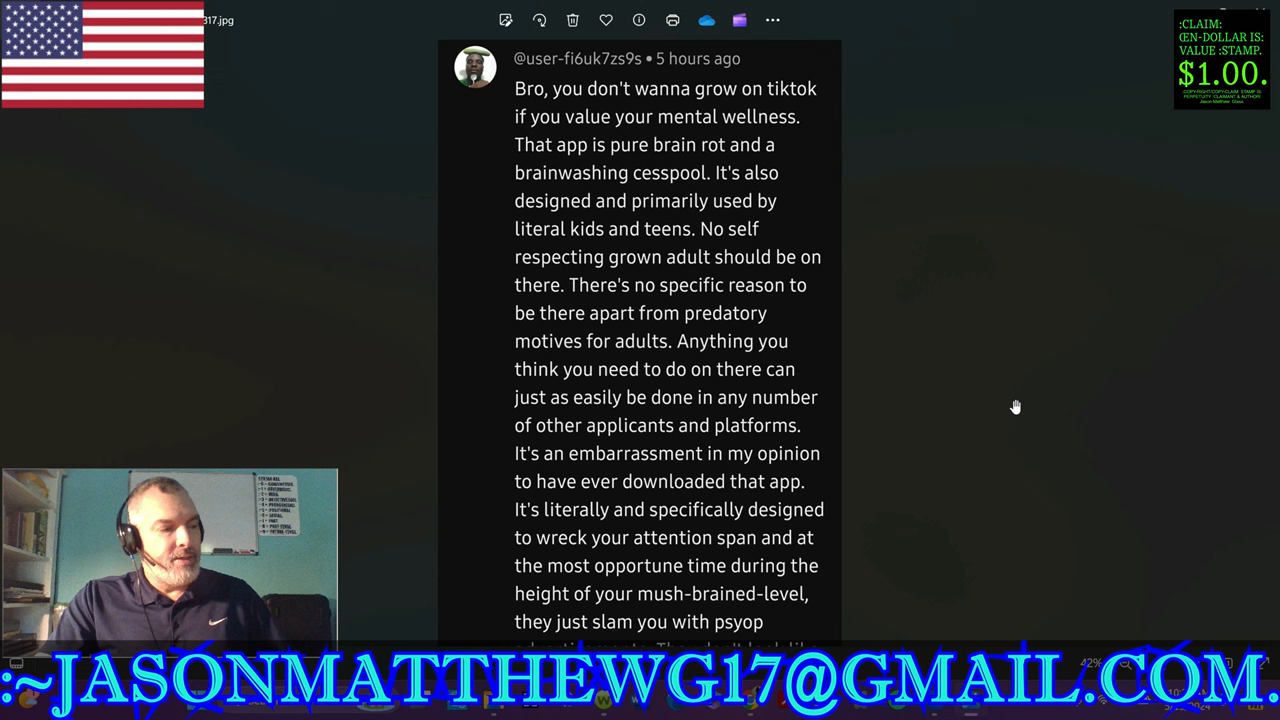 317.jpg
:CLAIM:
ŒN-DOLLAR IS:
VALUE :STAMP.
$1.00.
Jason-Matthew: Glass
@user-fi6uk7zs9s • 5 hours ago
Bro, you don't wanna grow on tiktok
if you value your mental wellness.
That app is pure brain rot and a
brainwashing cesspool. It's also
designed and primarily used by
literal kids and teens. No self
respecting grown adult should be on
there. There's no specific reason to
be there apart from predatory
motives for adults. Anything you
think you need to do on there can
just as easily be done in any number
of other applicants and platforms.
It's an embarrassment in my opinion
to have ever downloaded that app.
It's literally and specifically designed
to wreck your attention span and at
the most opportune time during the
height of your mush-brained-level,
they just slam you with psyop
42%
:~JASONMATTHEWG17@GMAIL.COM.